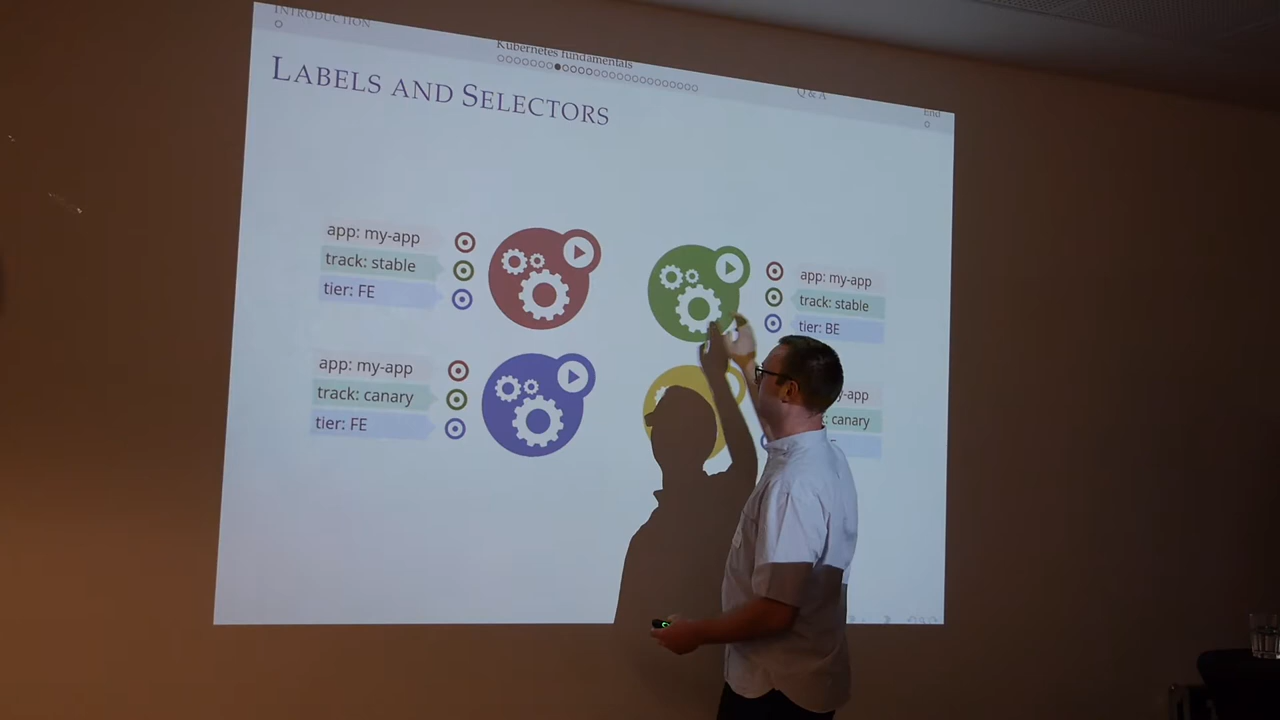 INTRODUCTION
Kubernetes fundamentals
Q & A
End
LABELS AND SELECTORS
app: my-app
track: stable
tier: FE
app: my-app
track: stable
tier: BE
app: my-app
track: canary
tier: FE
y-app
: canary